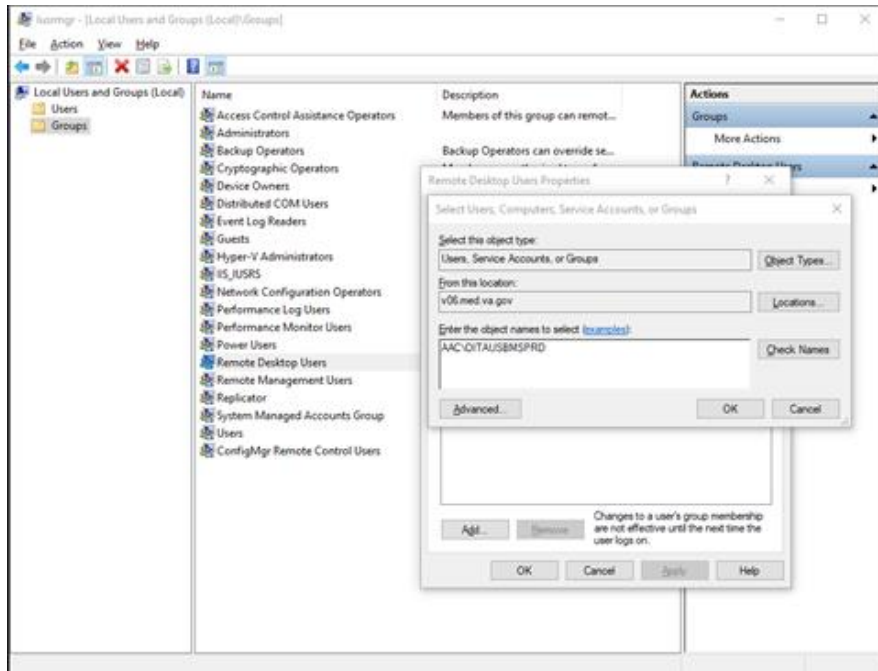 lusrmgr - [Local Users and Groups (Local)\Groups]
File Action View Help
Local Users and Groups (Local)
Users
Groups
Name
Description
Access Control Assistance Operators
Members of this group can remot...
Administrators
Backup Operators
Backup Operators can override se...
Cryptographic Operators
Device Owners
Distributed COM Users
Event Log Readers
Guests
Hyper-V Administrators
IIS_IUSRS
Network Configuration Operators
Performance Log Users
Performance Monitor Users
Power Users
Remote Desktop Users
Remote Management Users
Replicator
System Managed Accounts Group
Users
ConfigMgr Remote Control Users
Actions
Groups
More Actions
Remote Desktop Users
Remote Desktop Users Properties
Select Users, Computers, Service Accounts, or Groups
Select this object type:
Users, Service Accounts, or Groups
Object Types...
From this location:
v06.med.va.gov
Locations...
Enter the object names to select (examples):
AAC\OITAUSBMSPRD
Check Names
Advanced...
OK
Cancel
Add...
Remove
Changes to a user's group membership
are not effective until the next time the
user logs on.
OK
Cancel
Apply
Help